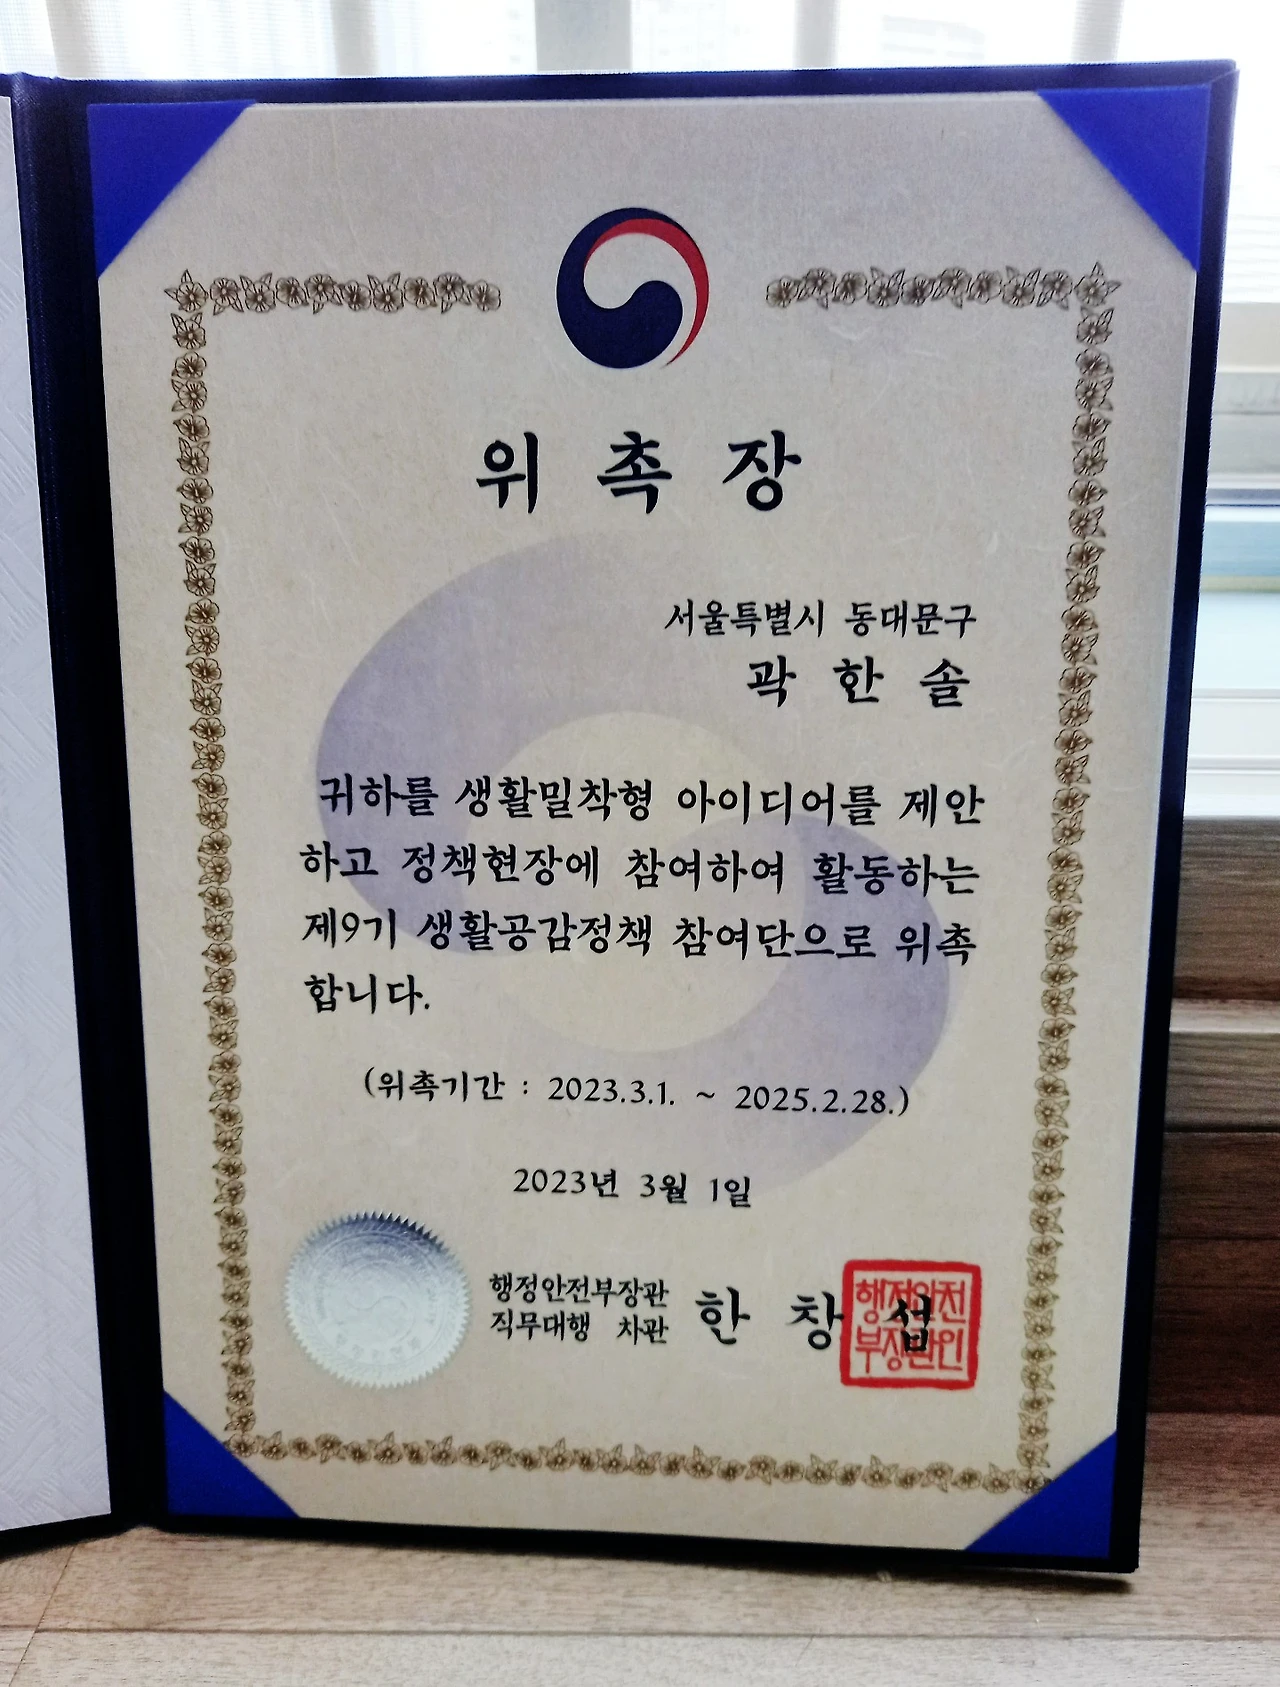 위 촉 장
서울특별시 동대문구
곽 한 솔
귀하를 생활밀착형 아이디어를 제안
하고 정책현장에 참여하여 활동하는
제9기 생활공감정책 참여단으로 위촉
합니다.
(위촉기간 : 2023.3.1. ~ 2025.2.28.)
2023년 3월 1일
행정안전부장관
직무대행 차관
한 창 섭
행정안전
부장관인